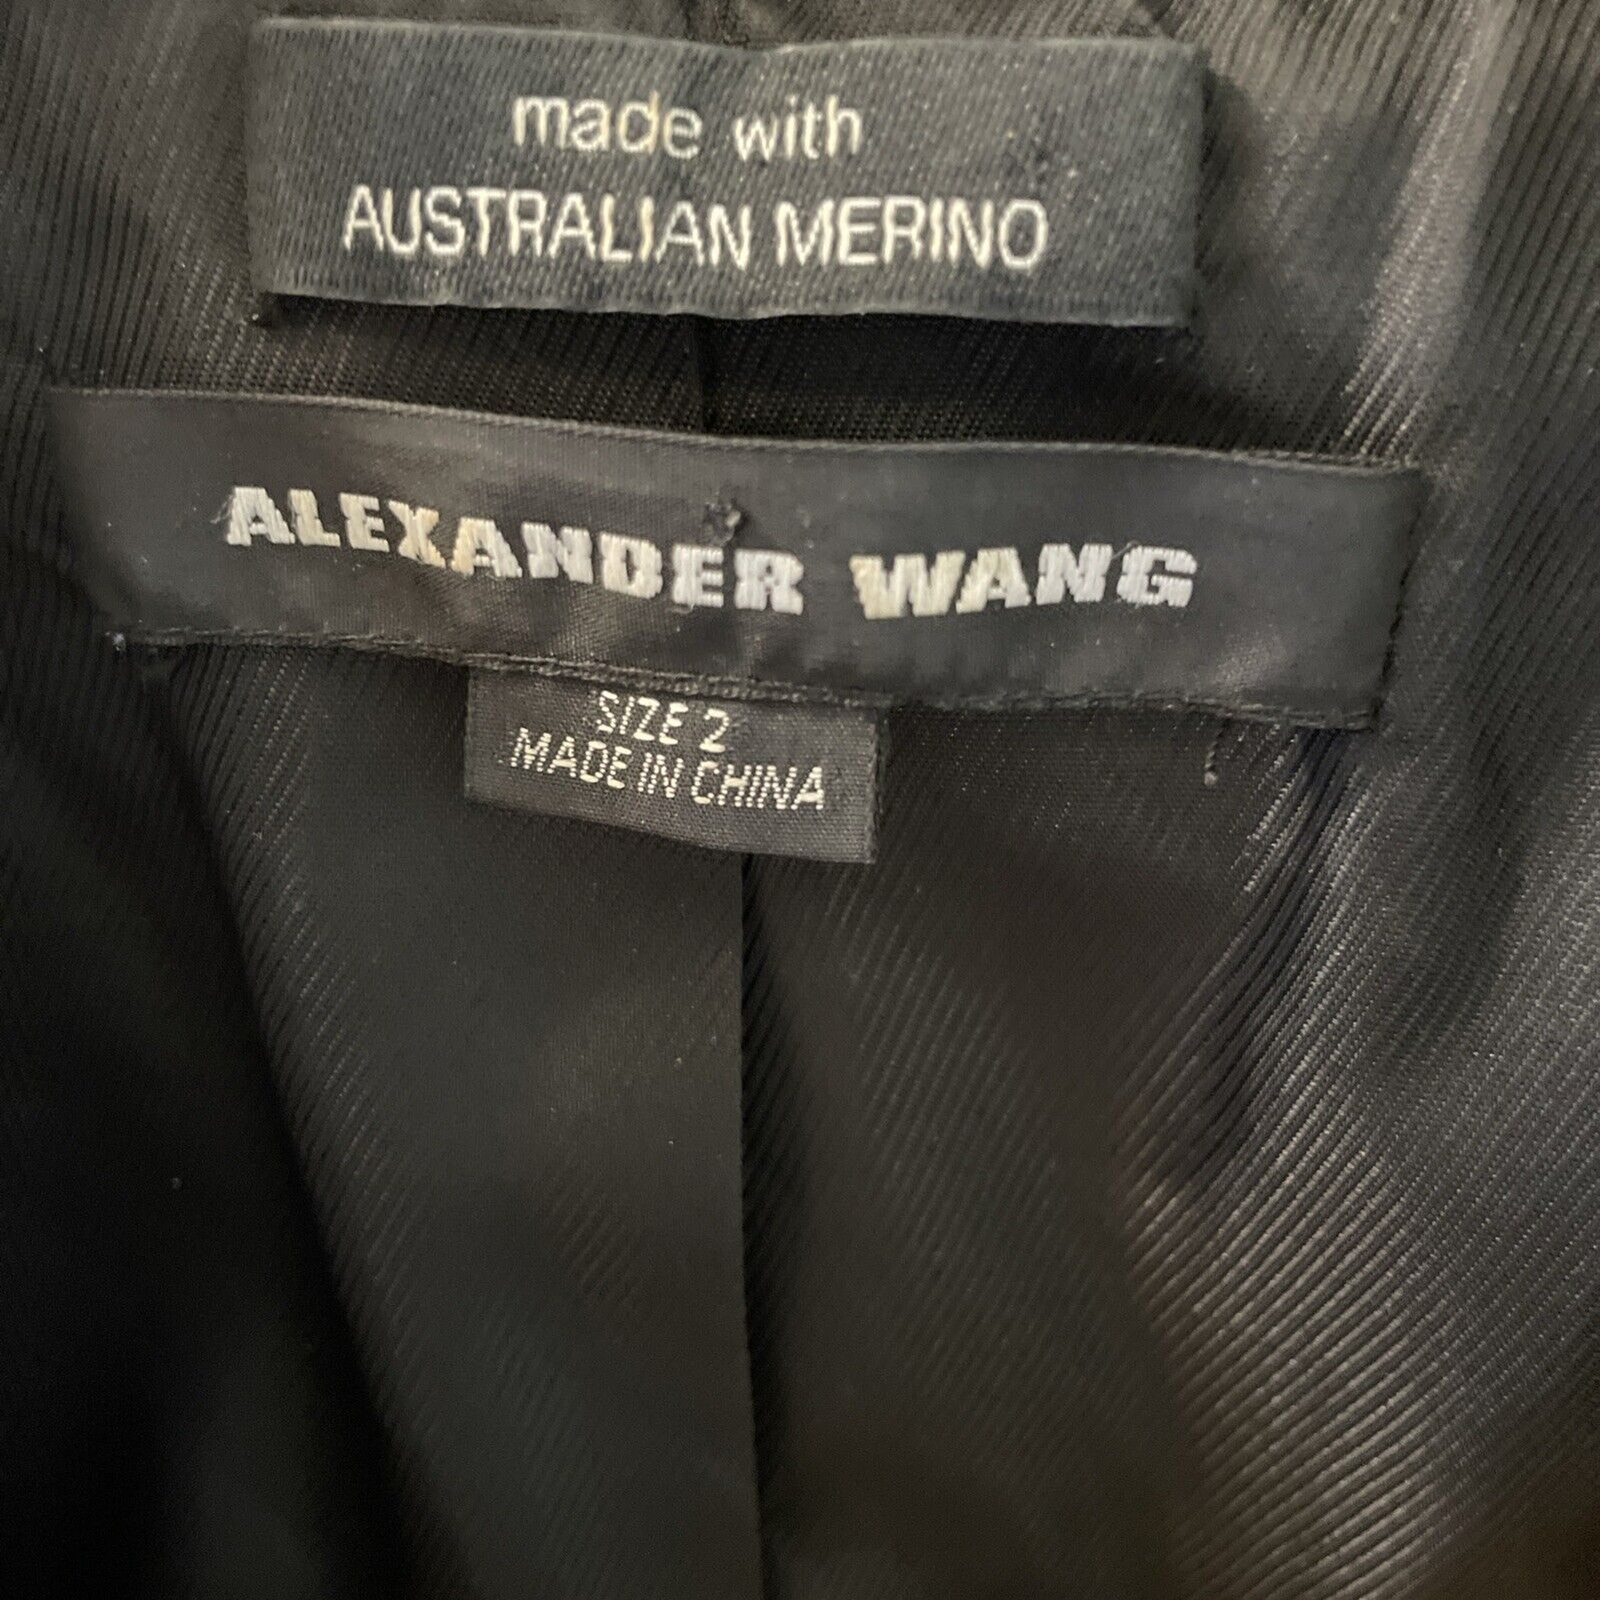 made with
AUSTRALIAN MERINO
ALEXANDER WANG
SIZE 2
MADE IN CHINA